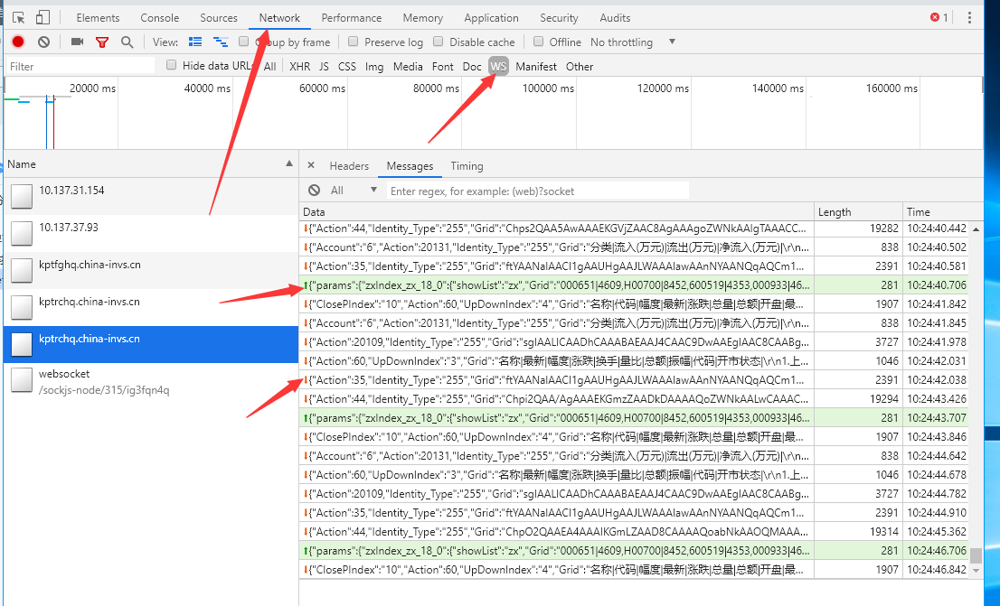 Elements Console Sources Network Performance Memory Application Security Audits 1
View: Group by frame Preserve log Disable cache Offline No throttling
Filter Hide data URLs All XHR JS CSS Img Media Font Doc WS Manifest Other
20000 ms 40000 ms 60000 ms 80000 ms 100000 ms 120000 ms 140000 ms 160000 ms
Name
10.137.31.154
10.137.37.93
kptfghq.china-invs.cn
kptrchq.china-invs.cn
kptrchq.china-invs.cn
websocket
/sockjs-node/315/ig3fqn4q
Headers Messages Timing
All Enter regex, for example: (web)?socket
Data Length Time
{"Action":44,"Identity_Type":"255","Grid":"Chps2QAA5AwAAAEKGVjZAAC8AgAAAgoZWNkAAIgTAAACC... 19282 10:24:40.442
{"Account":"6","Action":20131,"Identity_Type":"255","Grid":"分类|流入(万元)|流出(万元)|净流入(万元)|\r\n... 838 10:24:40.502
{"Action":35,"Identity_Type":"255","Grid":"ftYAANaIAACI1gAAUHgAAJLWAAAIawAAnNYAANQqAQCm1... 2391 10:24:40.581
{"params":{"zxIndex_zx_18_0":{"showList":"zx","Grid":"000651|4609,H00700|8452,600519|4353,000933|46... 281 10:24:40.706
{"ClosePIndex":"10","Action":60,"UpDownIndex":"4","Grid":"名称|代码|幅度|最新|涨跌|总量|总额|开盘|最... 1907 10:24:41.842
{"Account":"6","Action":20131,"Identity_Type":"255","Grid":"分类|流入(万元)|流出(万元)|净流入(万元)|\r\n... 838 10:24:41.845
{"Action":20109,"Identity_Type":"255","Grid":"sgIAALICAADhCAAABAEAAJ4CAAC9DwAAEgIAAC8CAABg... 3727 10:24:41.978
{"Action":60,"UpDownIndex":"3","Grid":"名称|最新|幅度|涨跌|换手|量比|总额|振幅|代码|开市状态|\r\n1.上... 1046 10:24:42.031
{"Action":35,"Identity_Type":"255","Grid":"ftYAANaIAACI1gAAUHgAAJLWAAAIawAAnNYAANQqAQCm1... 2391 10:24:42.038
{"Action":44,"Identity_Type":"255","Grid":"Chpi2QAA/AgAAAEKGmzZAADkDAAAAQoZWNkAALwCAAAC... 19294 10:24:43.426
{"params":{"zxIndex_zx_18_0":{"showList":"zx","Grid":"000651|4609,H00700|8452,600519|4353,000933|46... 281 10:24:43.707
{"ClosePIndex":"10","Action":60,"UpDownIndex":"4","Grid":"名称|代码|幅度|最新|涨跌|总量|总额|开盘|最... 1907 10:24:43.846
{"Account":"6","Action":20131,"Identity_Type":"255","Grid":"分类|流入(万元)|流出(万元)|净流入(万元)|\r\n... 838 10:24:44.642
{"Action":60,"UpDownIndex":"3","Grid":"名称|最新|幅度|涨跌|换手|量比|总额|振幅|代码|开市状态|\r\n1.上... 1046 10:24:44.678
{"Action":20109,"Identity_Type":"255","Grid":"sgIAALICAADhCAAABAEAAJ4CAAC9DwAAEgIAAC8CAABg... 3727 10:24:44.782
{"Action":35,"Identity_Type":"255","Grid":"ftYAANaIAACI1gAAUHgAAJLWAAAIawAAnNYAANQqAQCm1... 2391 10:24:44.910
{"Action":44,"Identity_Type":"255","Grid":"ChpO2QAAEA4AAAIKGmLZAAD8CAAAAQoabNkAAOQMAAA... 19314 10:24:45.362
{"params":{"zxIndex_zx_18_0":{"showList":"zx","Grid":"000651|4609,H00700|8452,600519|4353,000933|46... 281 10:24:46.706
{"ClosePIndex":"10","Action":60,"UpDownIndex":"4","Grid":"名称|代码|幅度|最新|涨跌|总量|总额|开盘|最... 1907 10:24:46.842